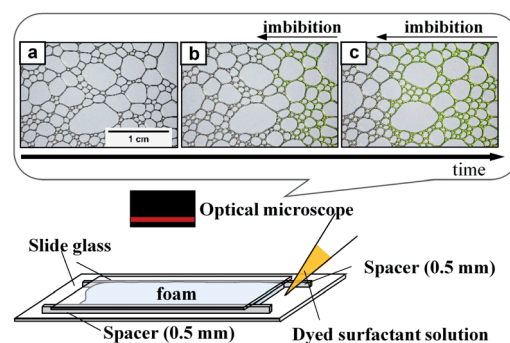 imbibition
imbibition
a
b
c
1 cm
time
Optical microscope
Slide glass
foam
Spacer (0.5 mm)
Spacer (0.5 mm)
Dyed surfactant solution